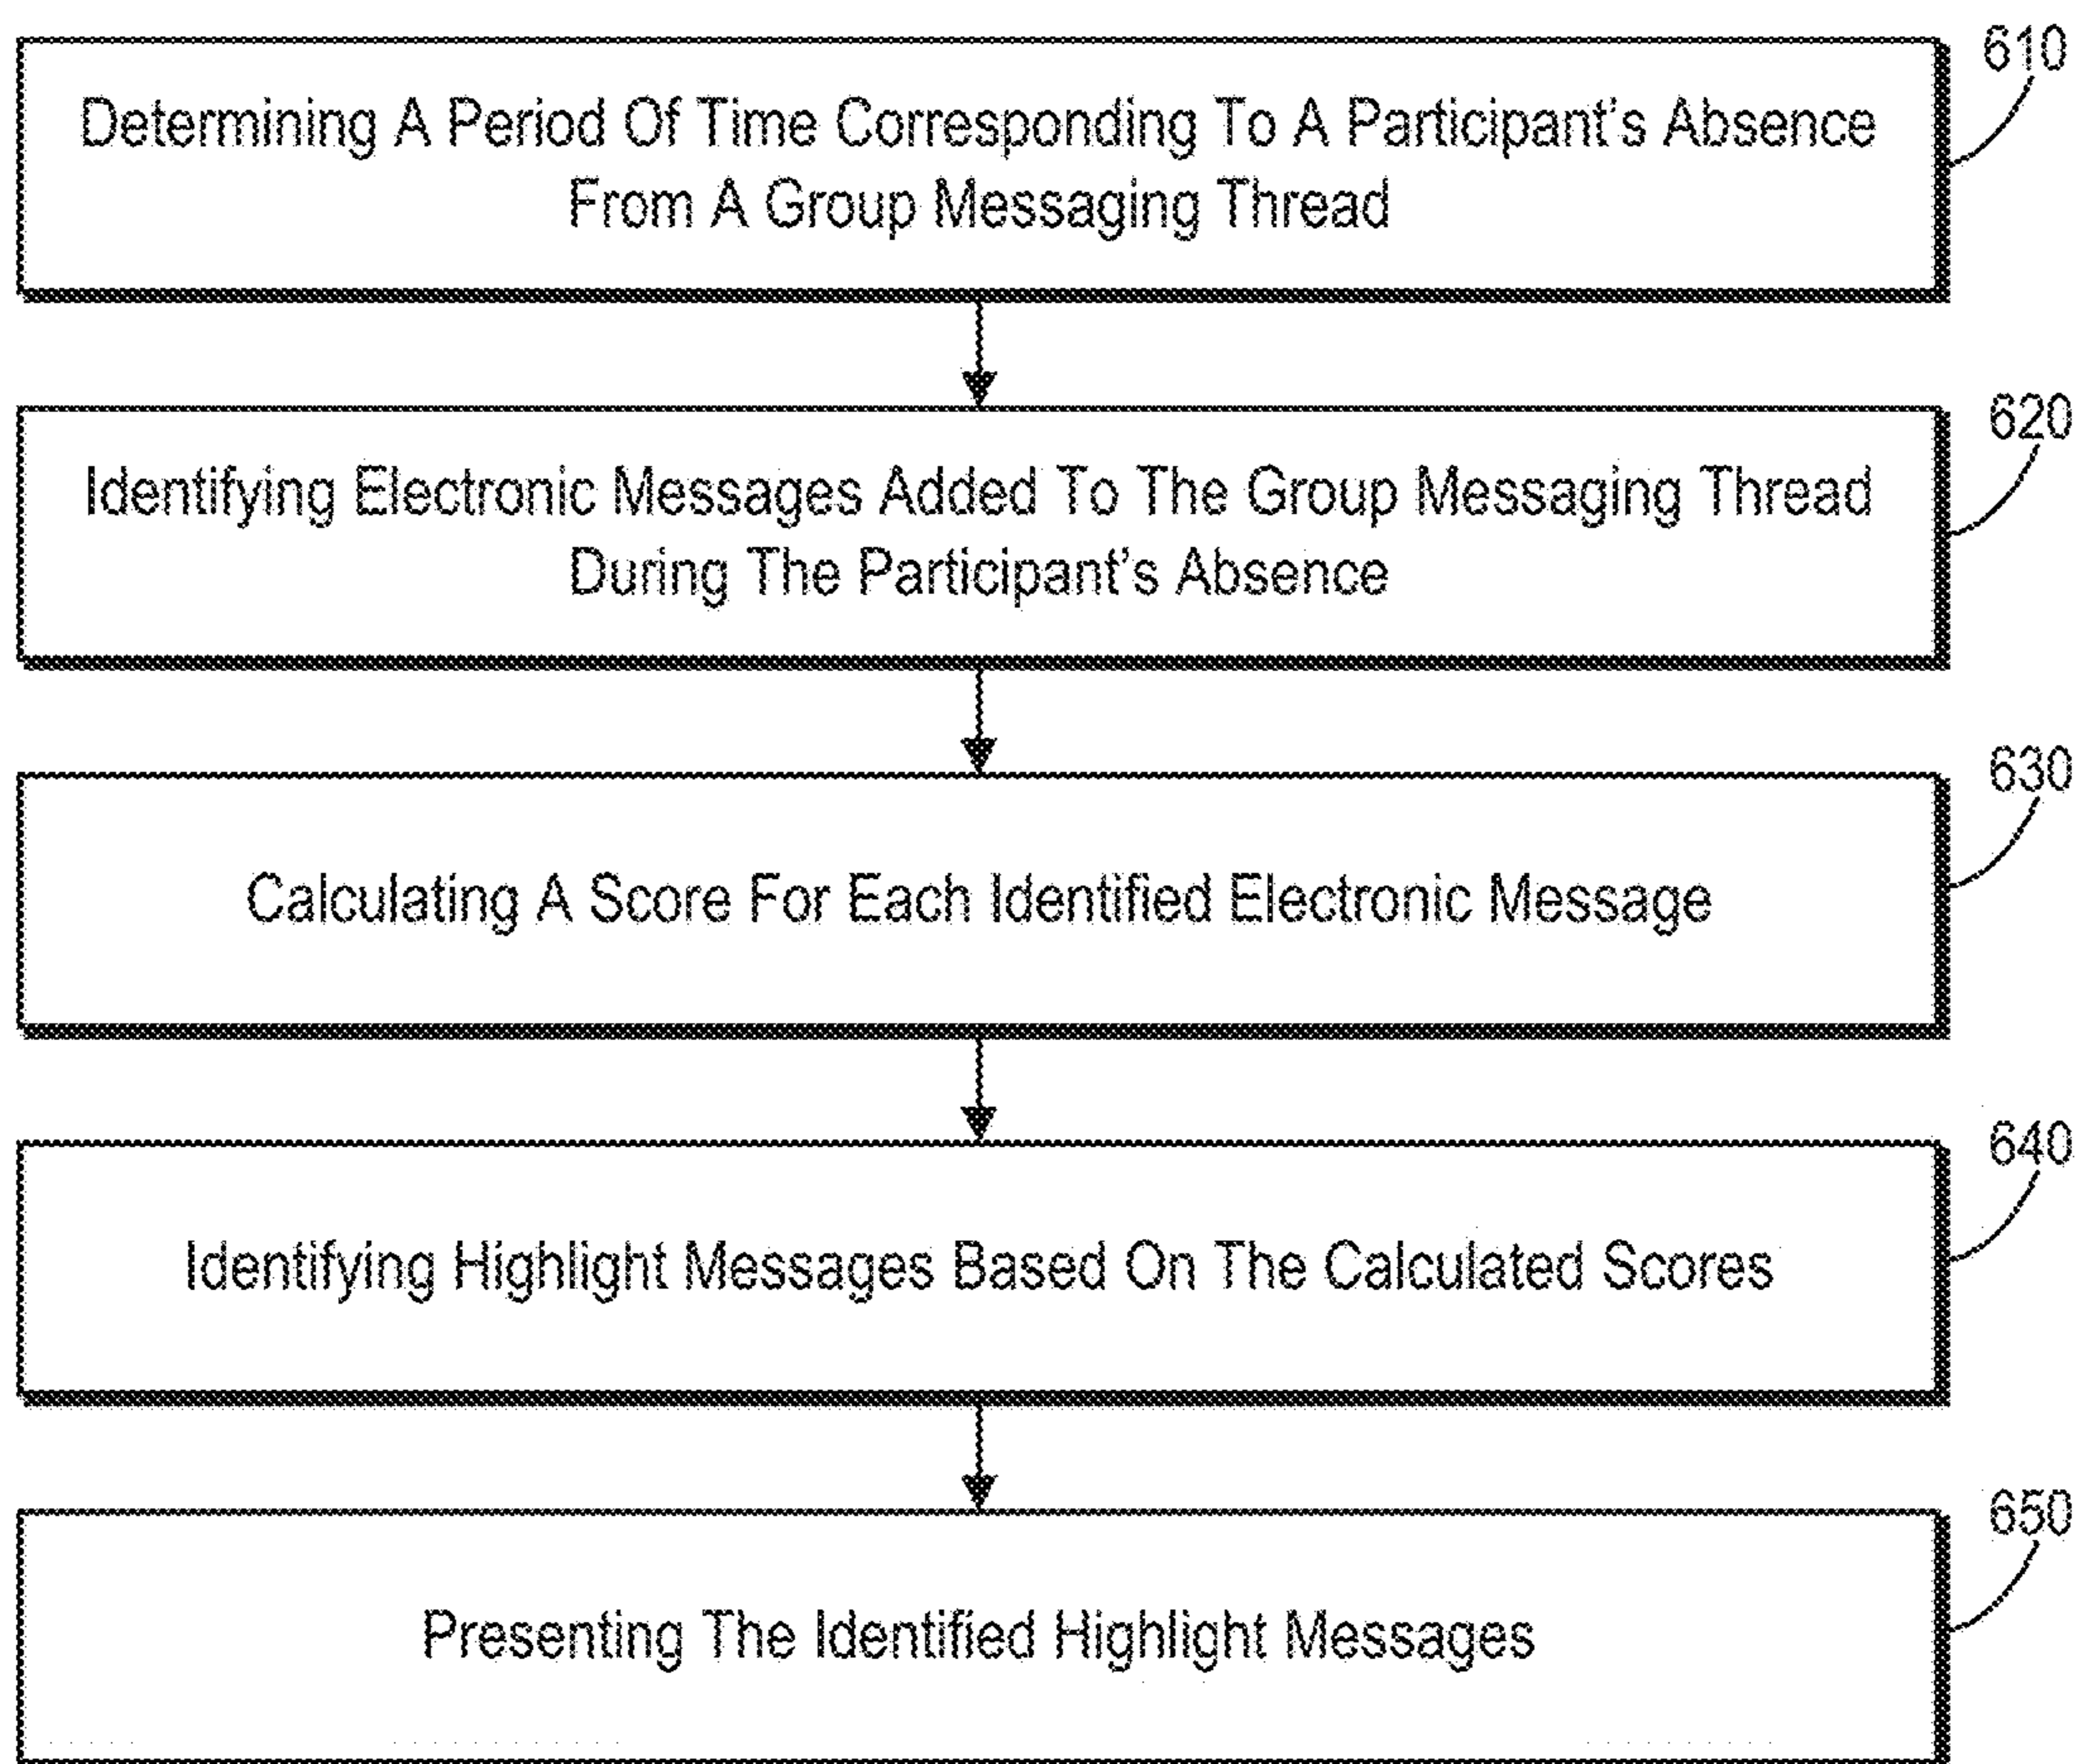 610
Determining A Period Of Time Corresponding To A Participant's Absence
From A Group Messaging Thread
620
Identifying Electronic Messages Added To The Group Messaging Thread
During The Participant's Absence
630
Calculating A Score For Each Identified Electronic Message
640
Identifying Highlight Messages Based On The Calculated Scores
650
Presenting The Identified Highlight Messages